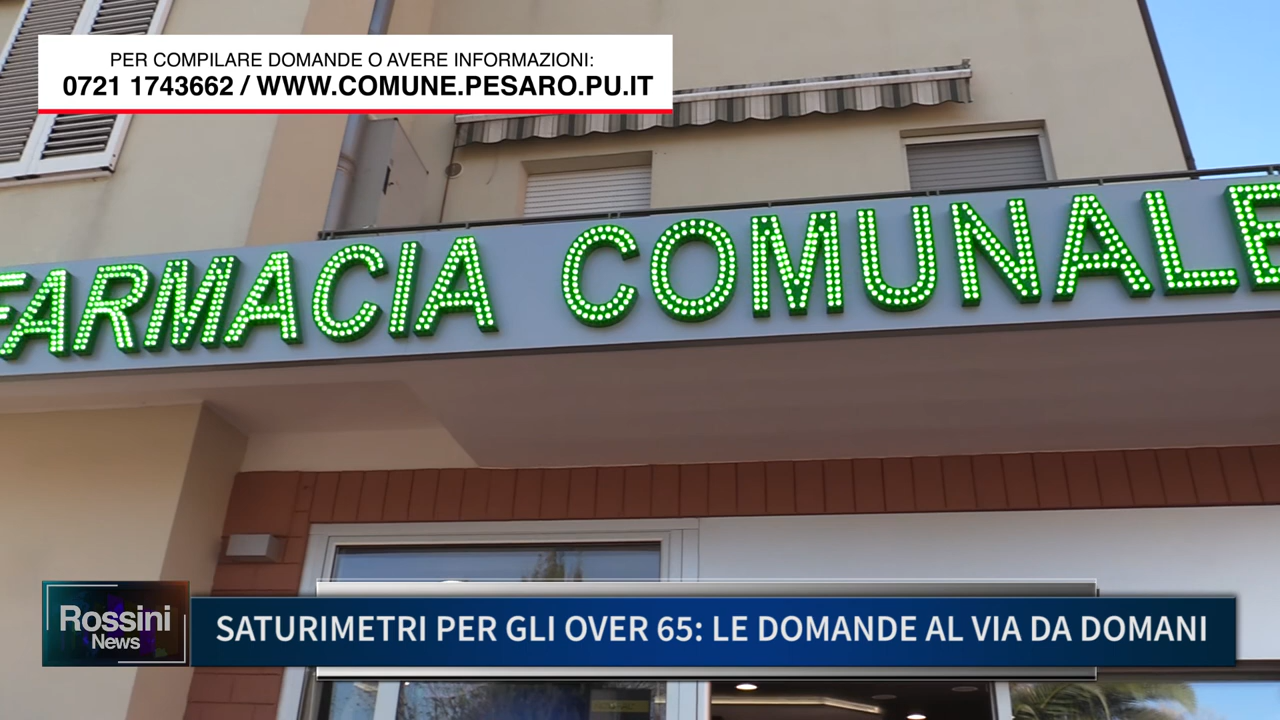 PER COMPILARE DOMANDE O AVERE INFORMAZIONI:
0721 1743662 / WWW.COMUNE.PESARO.PU.IT
FARMACIA COMUNALE
Rossini
News
SATURIMETRI PER GLI OVER 65: LE DOMANDE AL VIA DA DOMANI